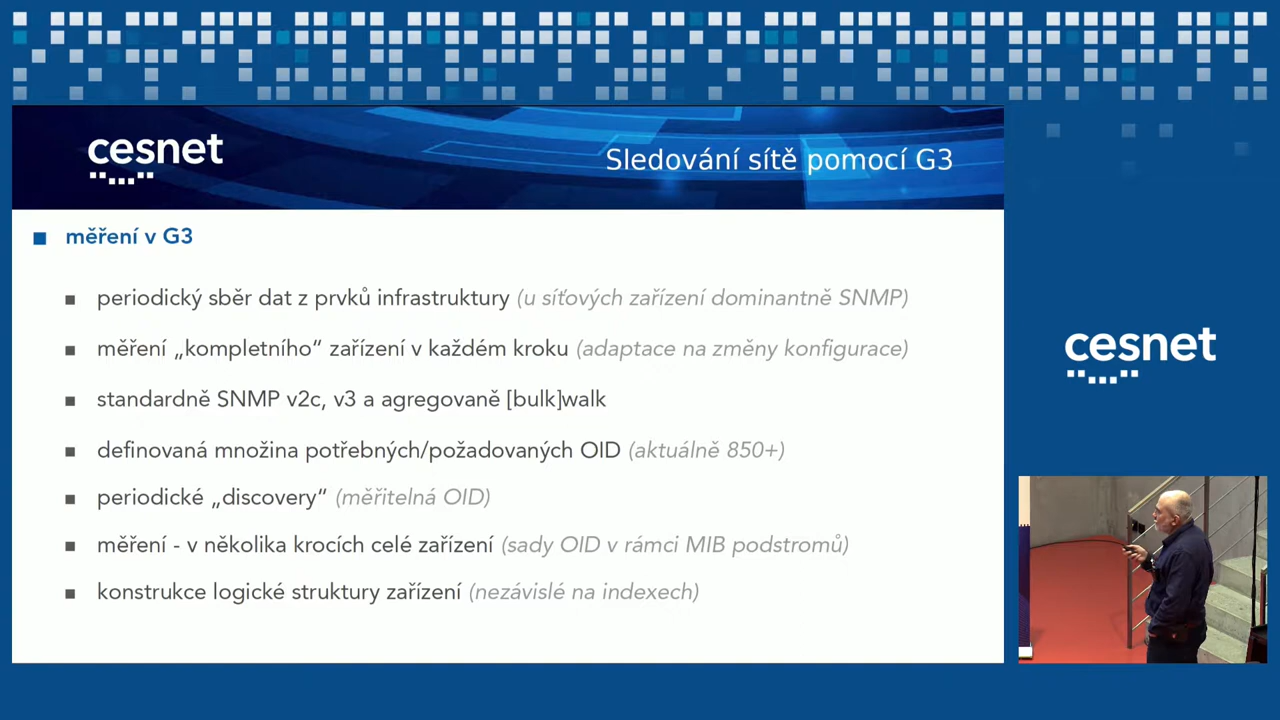 cesnet
Sledování sítě pomocí G3
měření v G3
periodický sběr dat z prvků infrastruktury (u síťových zařízení dominantně SNMP)
měření „kompletního“ zařízení v každém kroku (adaptace na změny konfigurace)
standardně SNMP v2c, v3 a agregovaně [bulk]walk
definovaná množina potřebných/požadovaných OID (aktuálně 850+)
periodické „discovery“ (měřitelná OID)
měření - v několika krocích celé zařízení (sady OID v rámci MIB podstromů)
konstrukce logické struktury zařízení (nezávislé na indexech)
cesnet